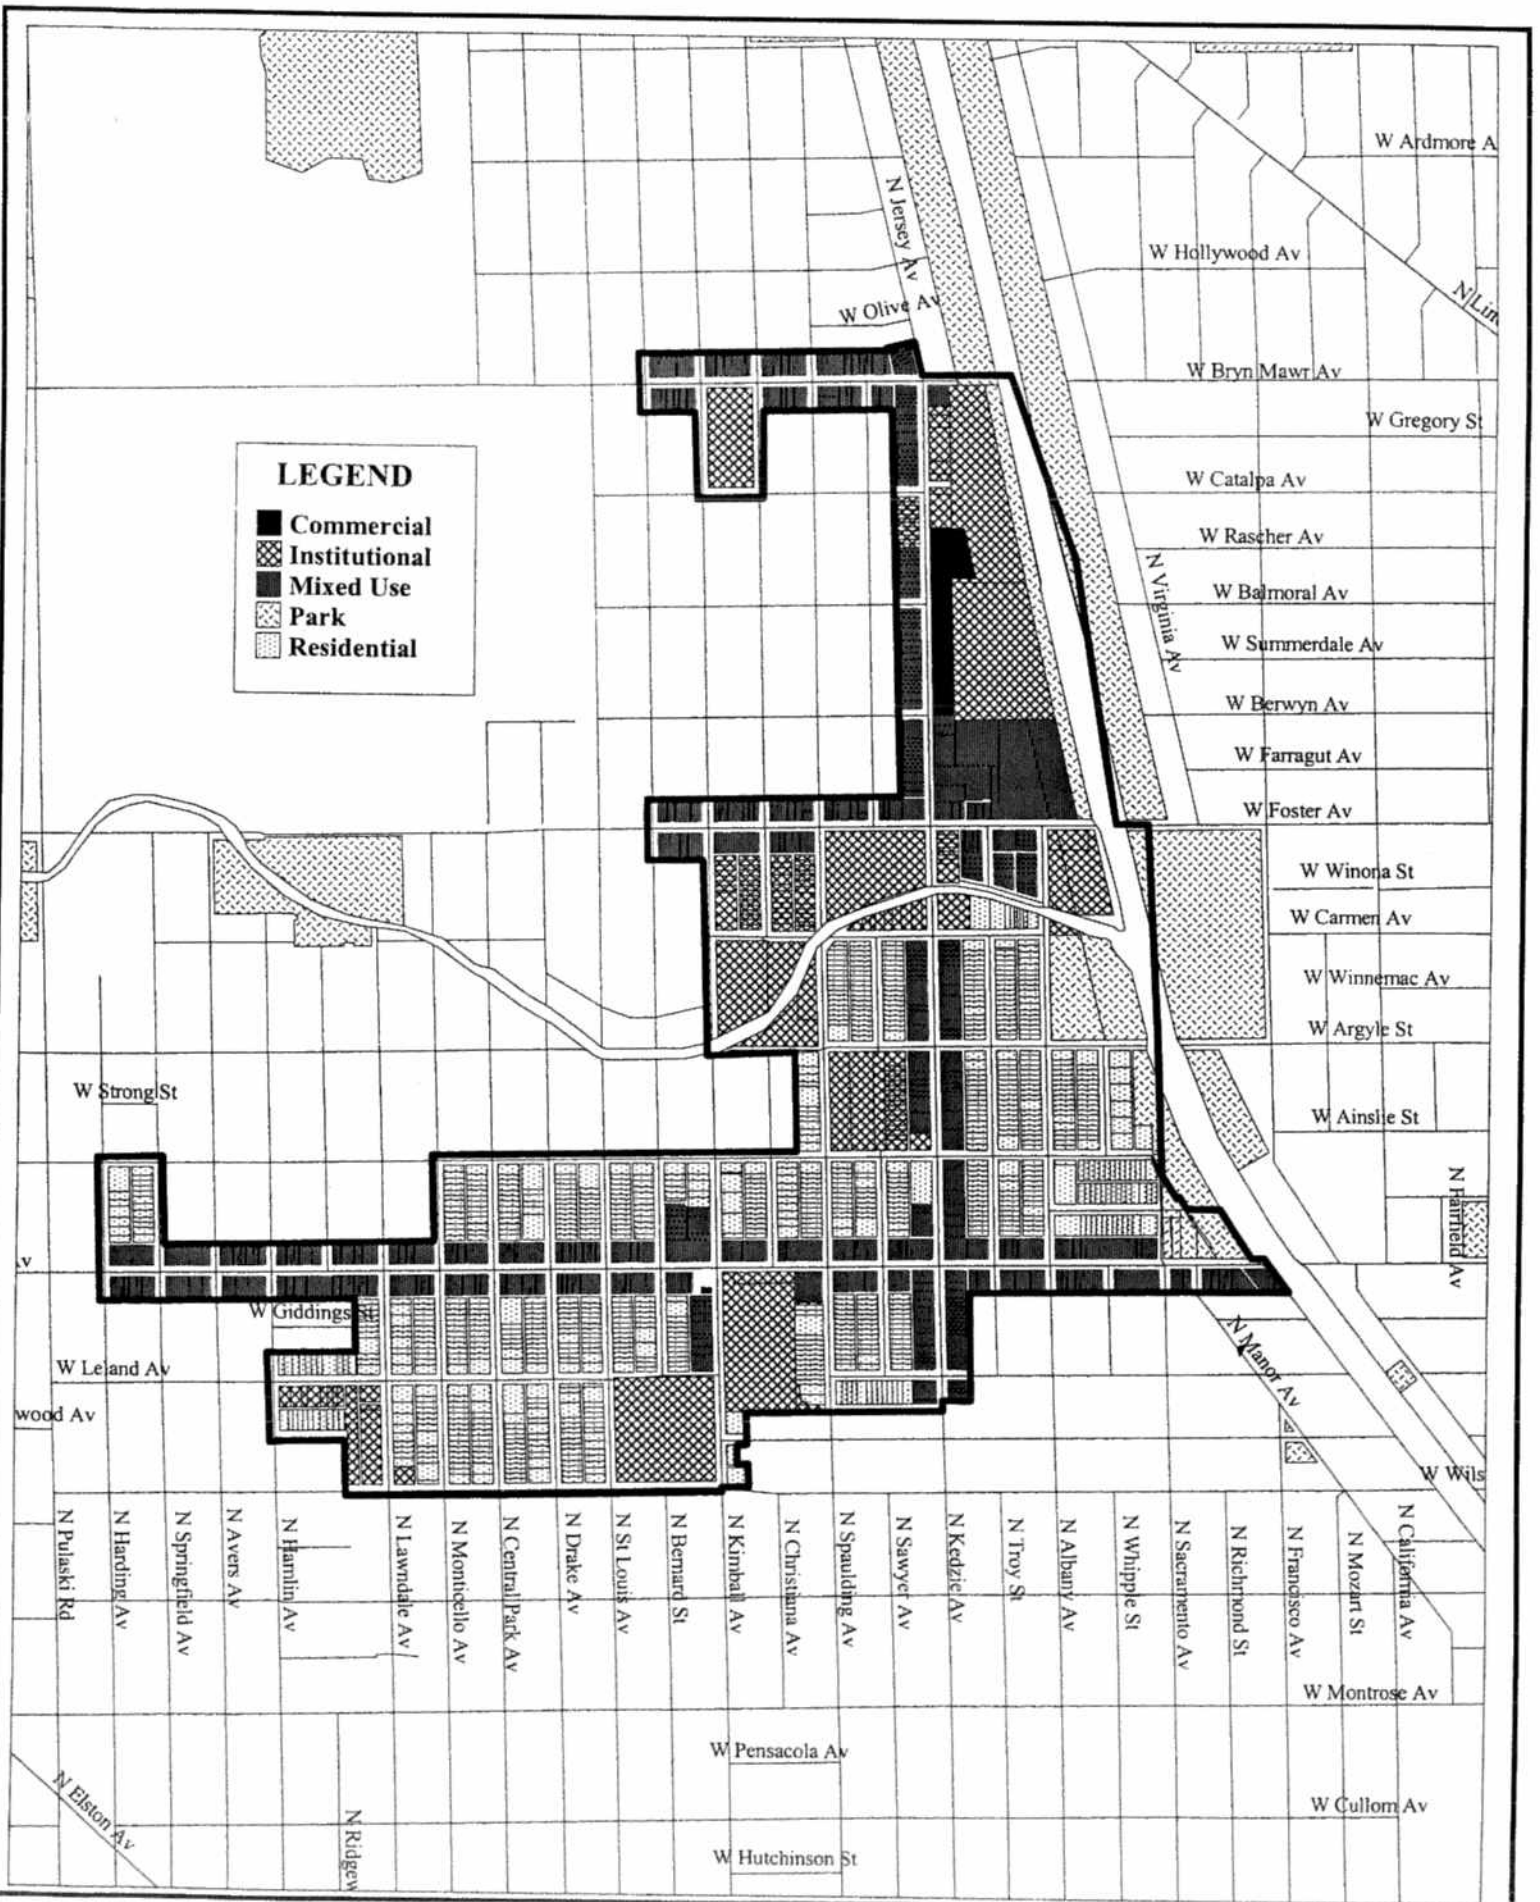 W Ardmore A
N Jersey Av
W Hollywood Av
W Olive Av
W Bryn Mawr Av
W Gregory St
LEGEND
Commercial
Institutional
Mixed Use
Park
Residential
W Catalpa Av
W Rascher Av
N Virginia Av
W Balmoral Av
W Summerdale Av
W Berwyn Av
W Farragut Av
W Foster Av
W Winona St
W Carmen Av
W Winnemac Av
W Argyle St
W Strong St
W Ainslie St
N Fairfield Av
W Giddings St
W Leland Av
N Manor Av
wood Av
W Wils
N Pulaski Rd
N Harding Av
N Springfield Av
N Avers Av
N Hamlin Av
N Lawndale Av
N Monticello Av
N Central Park Av
N Drake Av
N St Louis Av
N Bernard St
N Kimball Av
N Christiana Av
N Spaulding Av
N Sawyer Av
N Kedzie Av
N Troy St
N Albany Av
N Whipple St
N Sacramento Av
N Richmond St
N Francisco Av
N Mozart St
N California Av
W Montrose Av
W Pensacola Av
N Elston Av
N Ridgew
W Cullom Av
W Hutchinson St